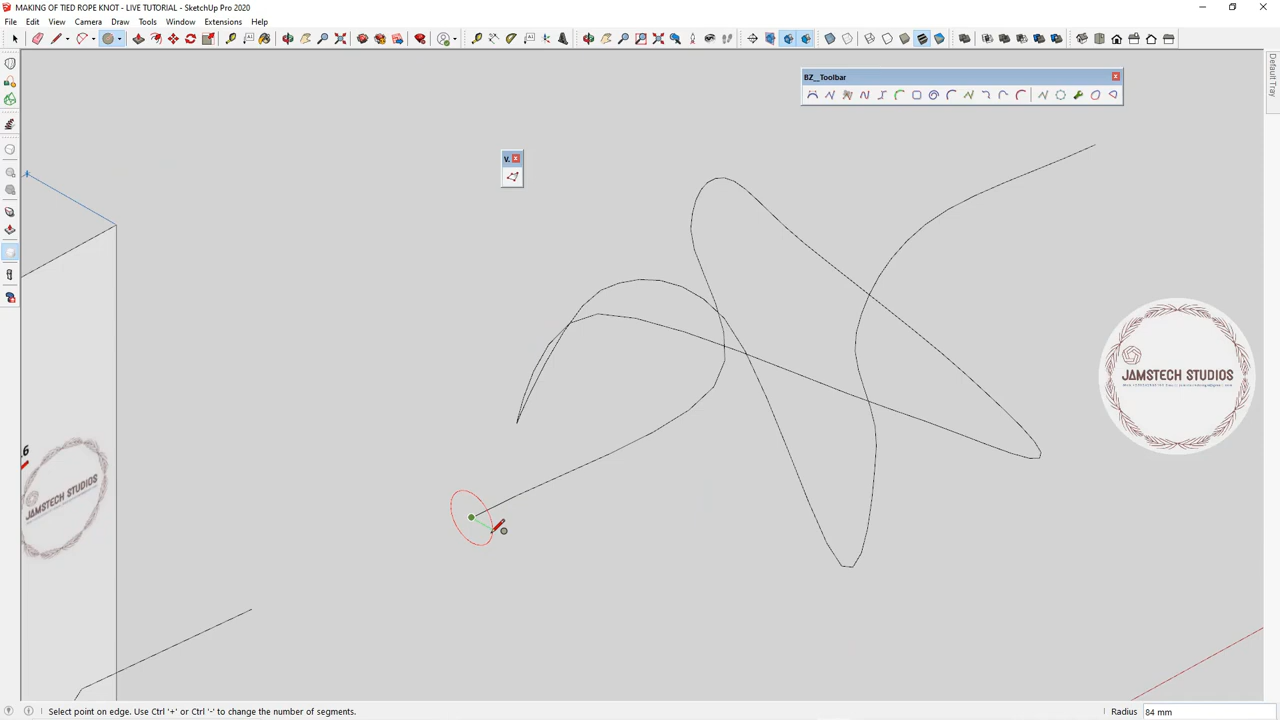 MAKING OF TIED ROPE KNOT - LIVE TUTORIAL - SketchUp Pro 2020
File Edit View Camera Draw Tools Window Extensions Help
BZ__Toolbar
V.
Default Tray
JAMSTECH STUDIOS
.6
JAMSTECH STUDIOS
Select point on edge. Use Ctrl '+' or Ctrl '-' to change the number of segments.
Radius 84 mm